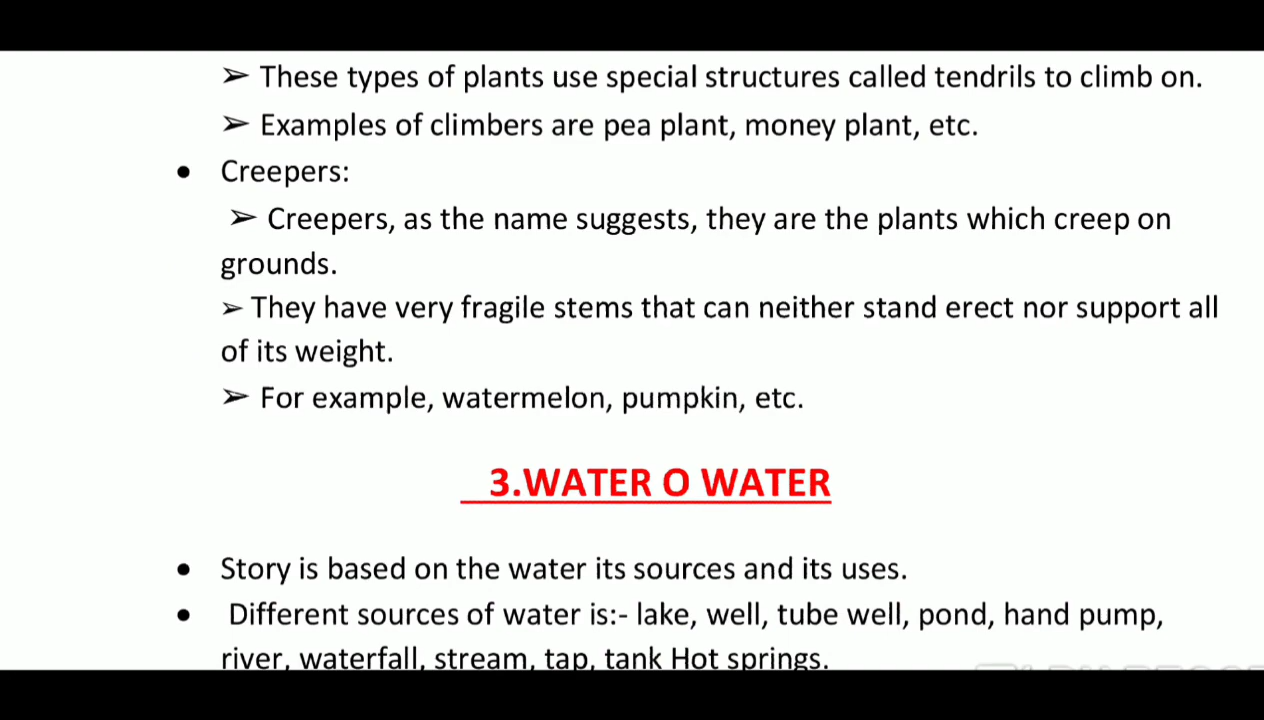 ➢ These types of plants use special structures called tendrils to climb on.
➢ Examples of climbers are pea plant, money plant, etc.
• Creepers:
➢ Creepers, as the name suggests, they are the plants which creep on
grounds.
➢ They have very fragile stems that can neither stand erect nor support all
of its weight.
➢ For example, watermelon, pumpkin, etc.
3.WATER O WATER
• Story is based on the water its sources and its uses.
• Different sources of water is:- lake, well, tube well, pond, hand pump,
river, waterfall, stream, tap, tank Hot springs.